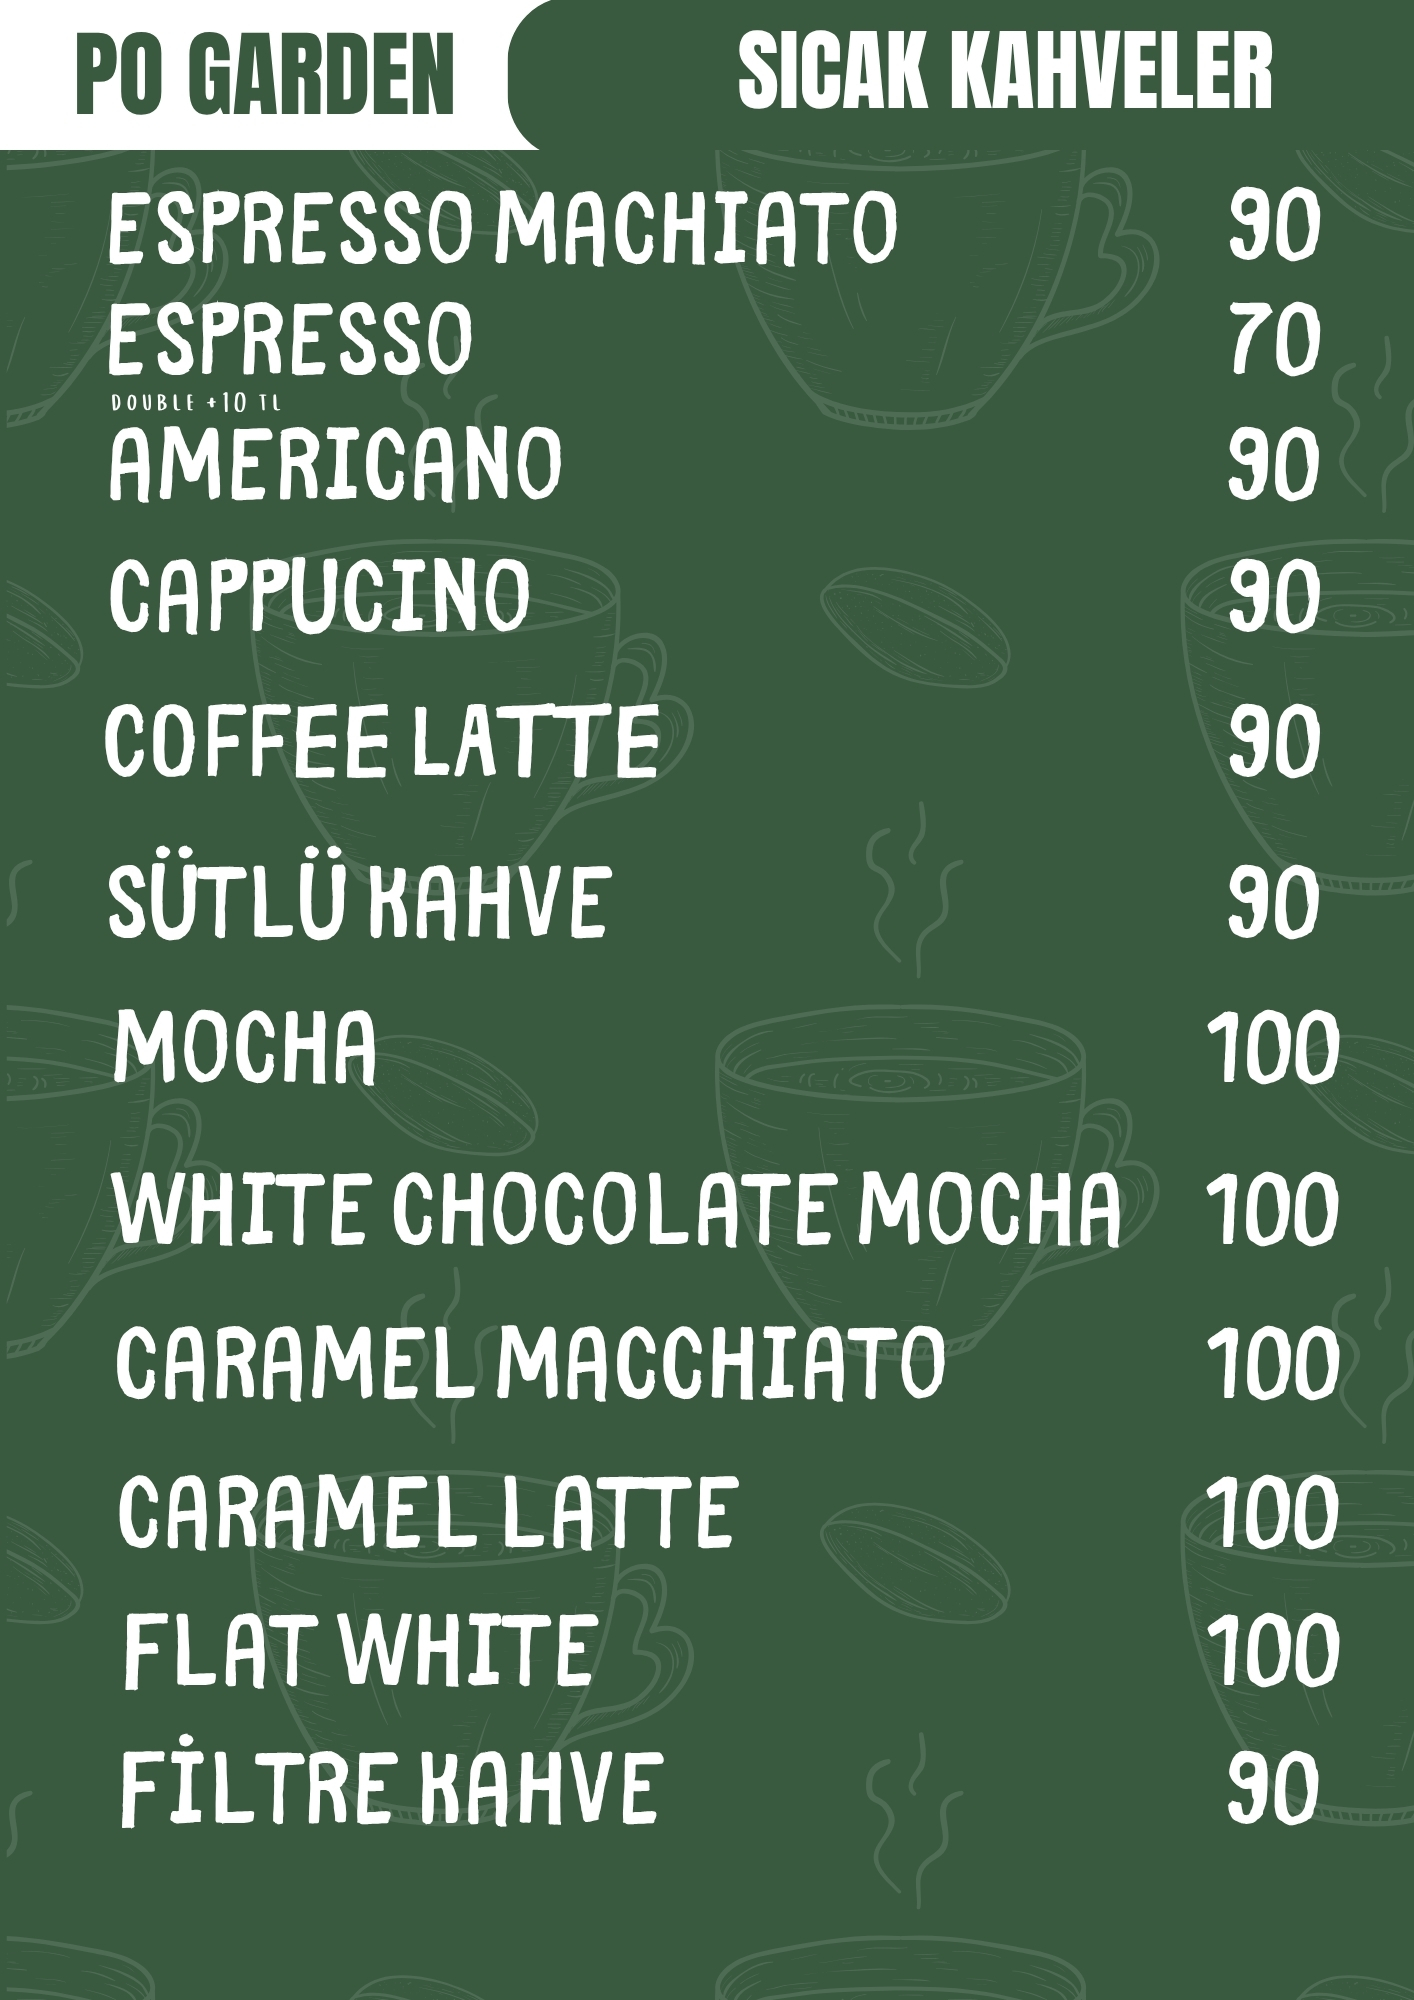 PO GARDEN
SICAK KAHVELER
ESPRESSO MACHIATO 90
ESPRESSO 70
DOUBLE +10 TL
AMERICANO 90
CAPPUCINO 90
COFFEE LATTE 90
SÜTLÜ KAHVE 90
MOCHA 100
WHITE CHOCOLATE MOCHA 100
CARAMEL MACCHIATO 100
CARAMEL LATTE 100
FLAT WHITE 100
FİLTRE KAHVE 90